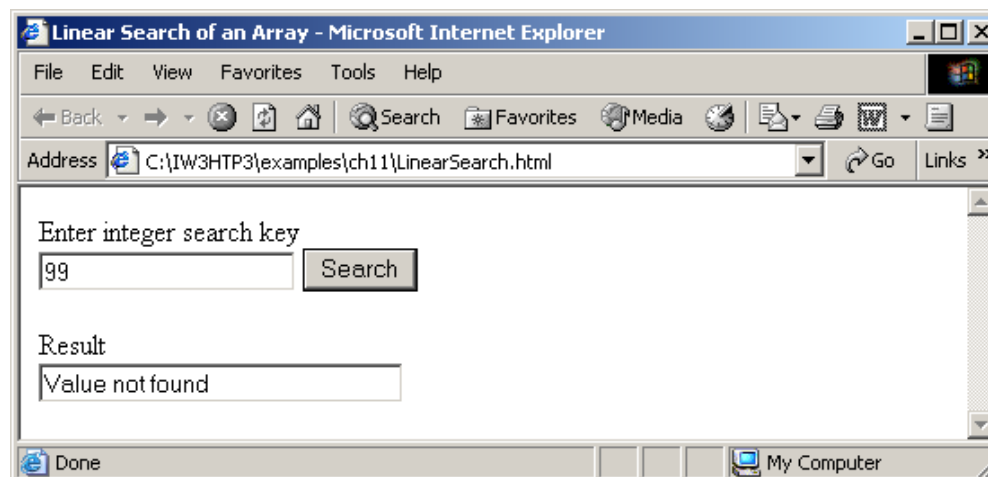 Linear Search of an Array - Microsoft Internet Explorer
File Edit View Favorites Tools Help
Back Search Favorites Media W
Address C:\IW3HTP3\examples\ch11\LinearSearch.html Go Links »
Enter integer search key
99 Search
Result
Value not found
Done My Computer